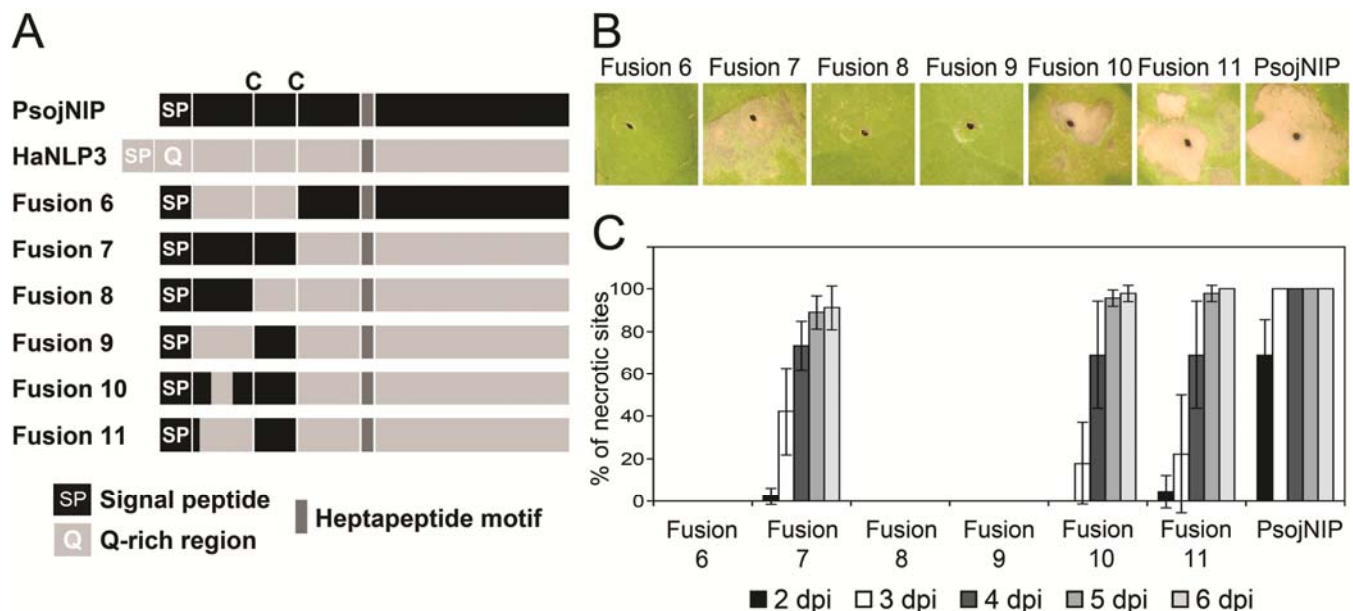 A
C C
PsojNIP SP
HaNLP3 SP Q
Fusion 6 SP
Fusion 7 SP
Fusion 8 SP
Fusion 9 SP
Fusion 10 SP
Fusion 11 SP
SP Signal peptide
Q Q-rich region
Heptapeptide motif
B
Fusion 6 Fusion 7 Fusion 8 Fusion 9 Fusion 10 Fusion 11 PsojNIP
C
% of necrotic sites
100
80
60
40
20
0
Fusion 6 Fusion 7 Fusion 8 Fusion 9 Fusion 10 Fusion 11 PsojNIP
2 dpi 3 dpi 4 dpi 5 dpi 6 dpi